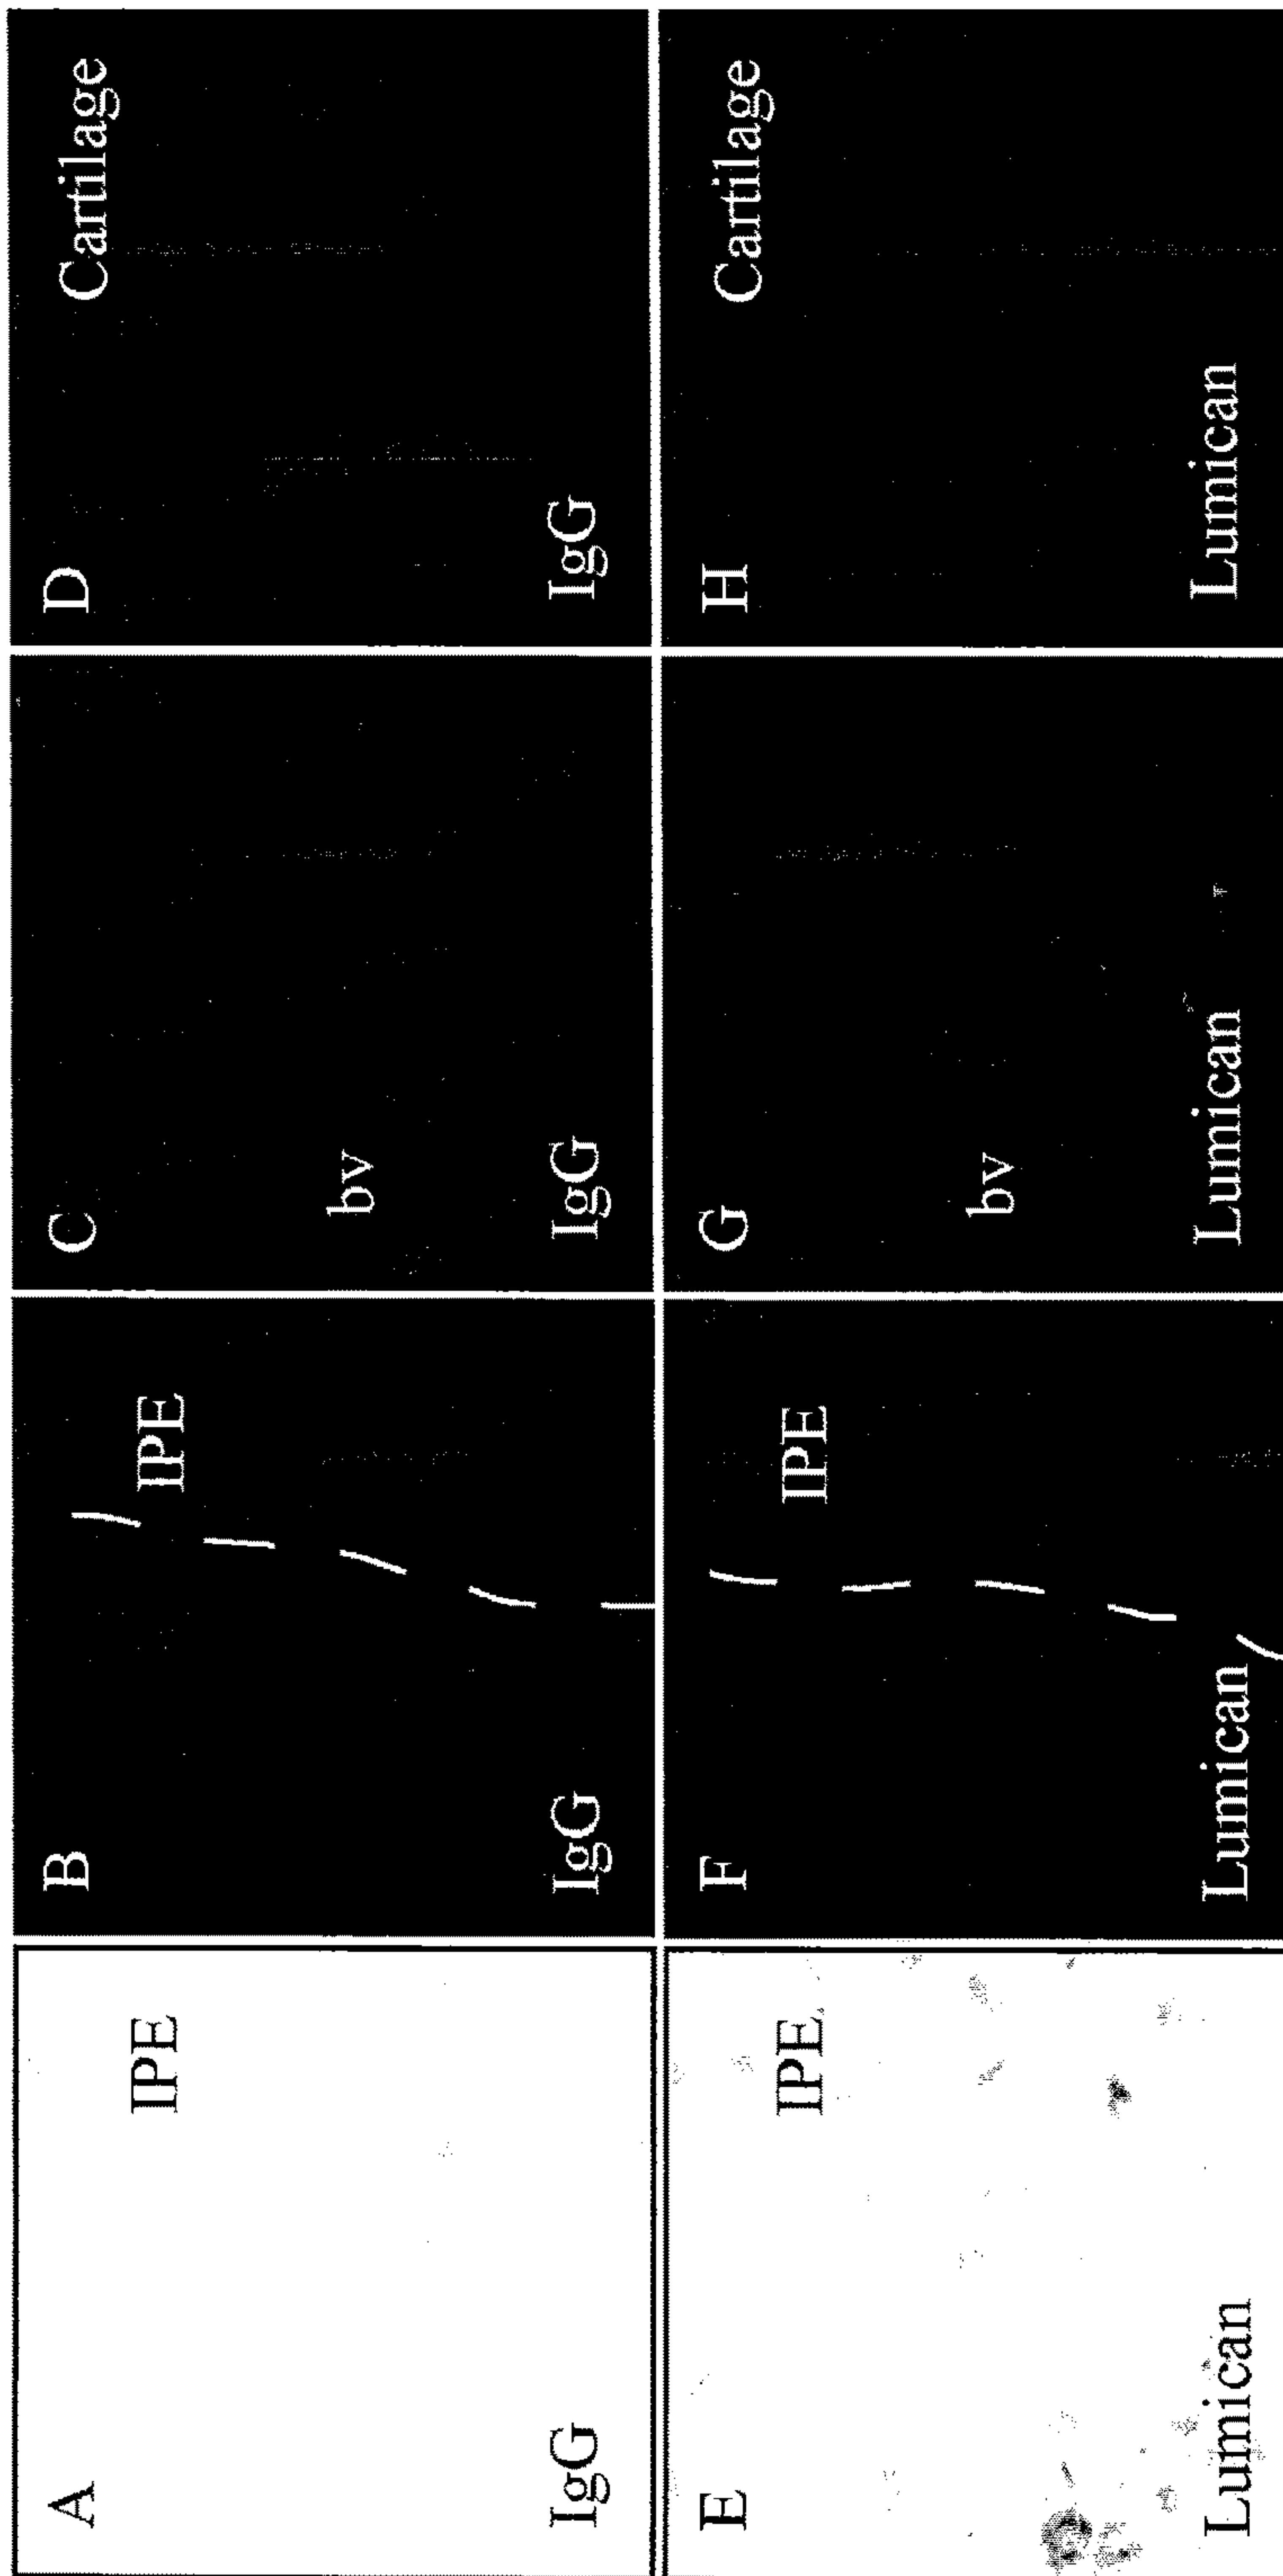 A
IPE
IgG
B
IPE
IgG
C
bv
IgG
D
Cartilage
IgG
E
IPE
Lumican
F
IPE
Lumican
G
bv
Lumican
H
Cartilage
Lumican